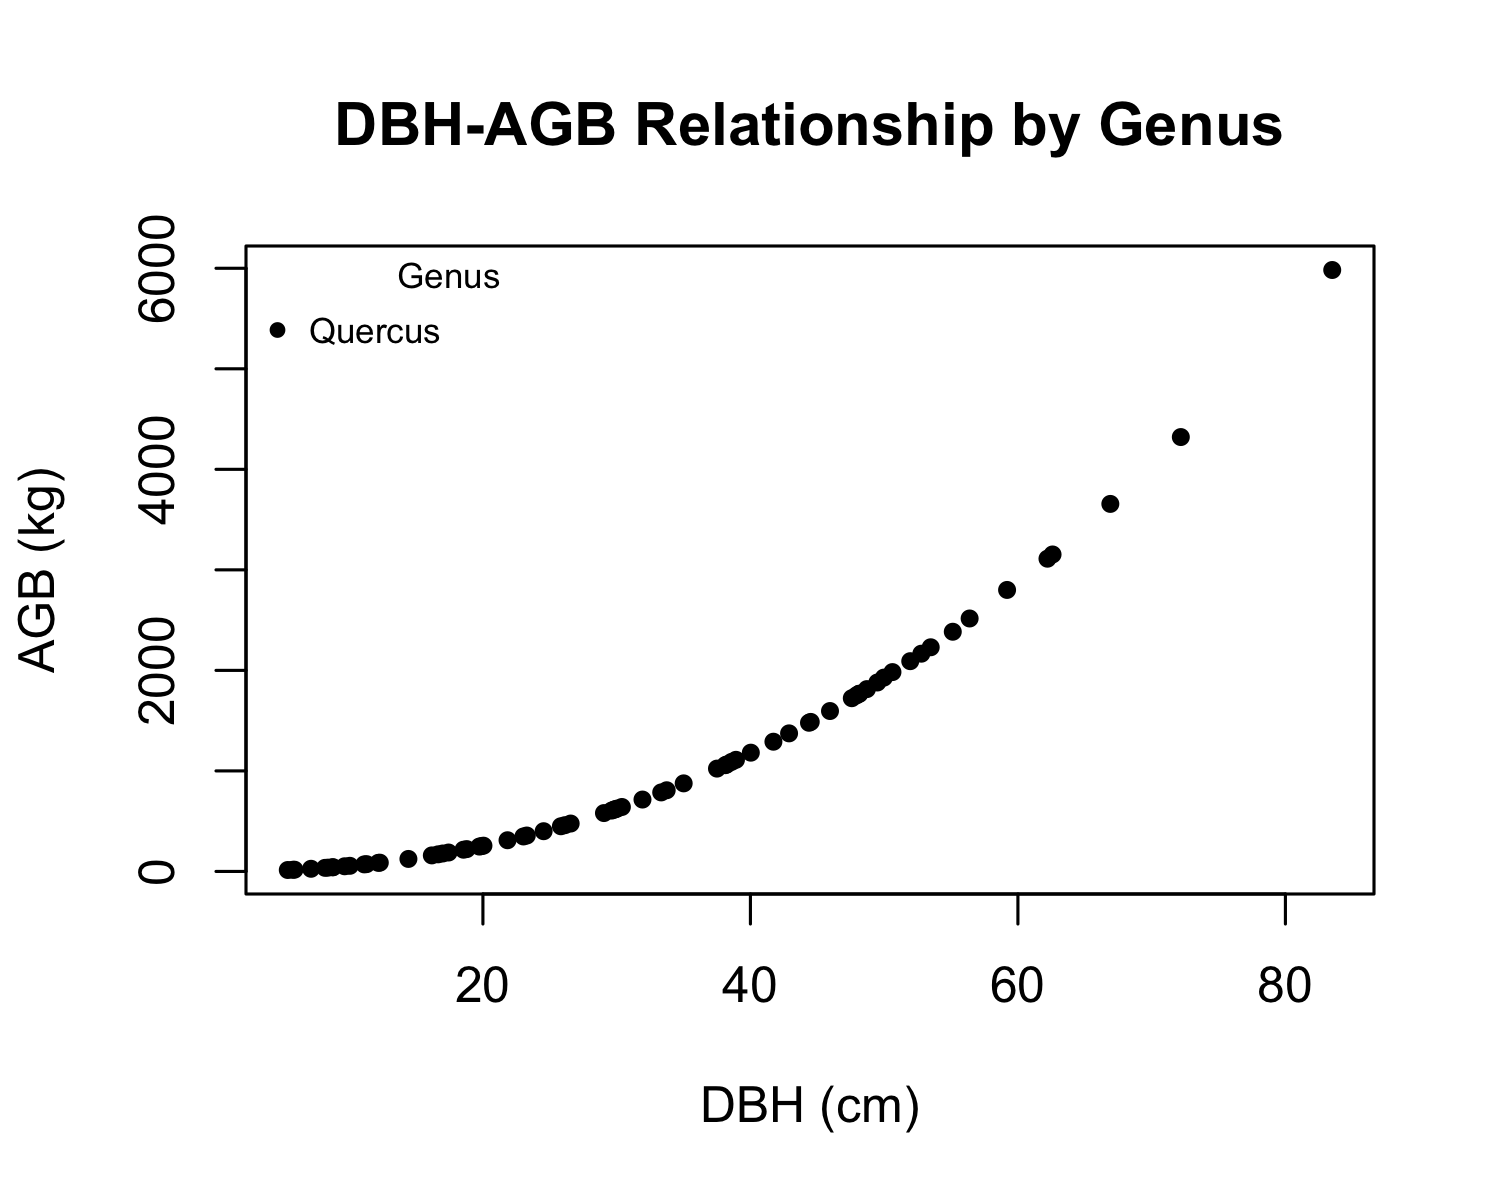 DBH-AGB Relationship by Genus
Genus
Quercus
AGB (kg)
6000
4000
2000
0
20 40 60 80
DBH (cm)